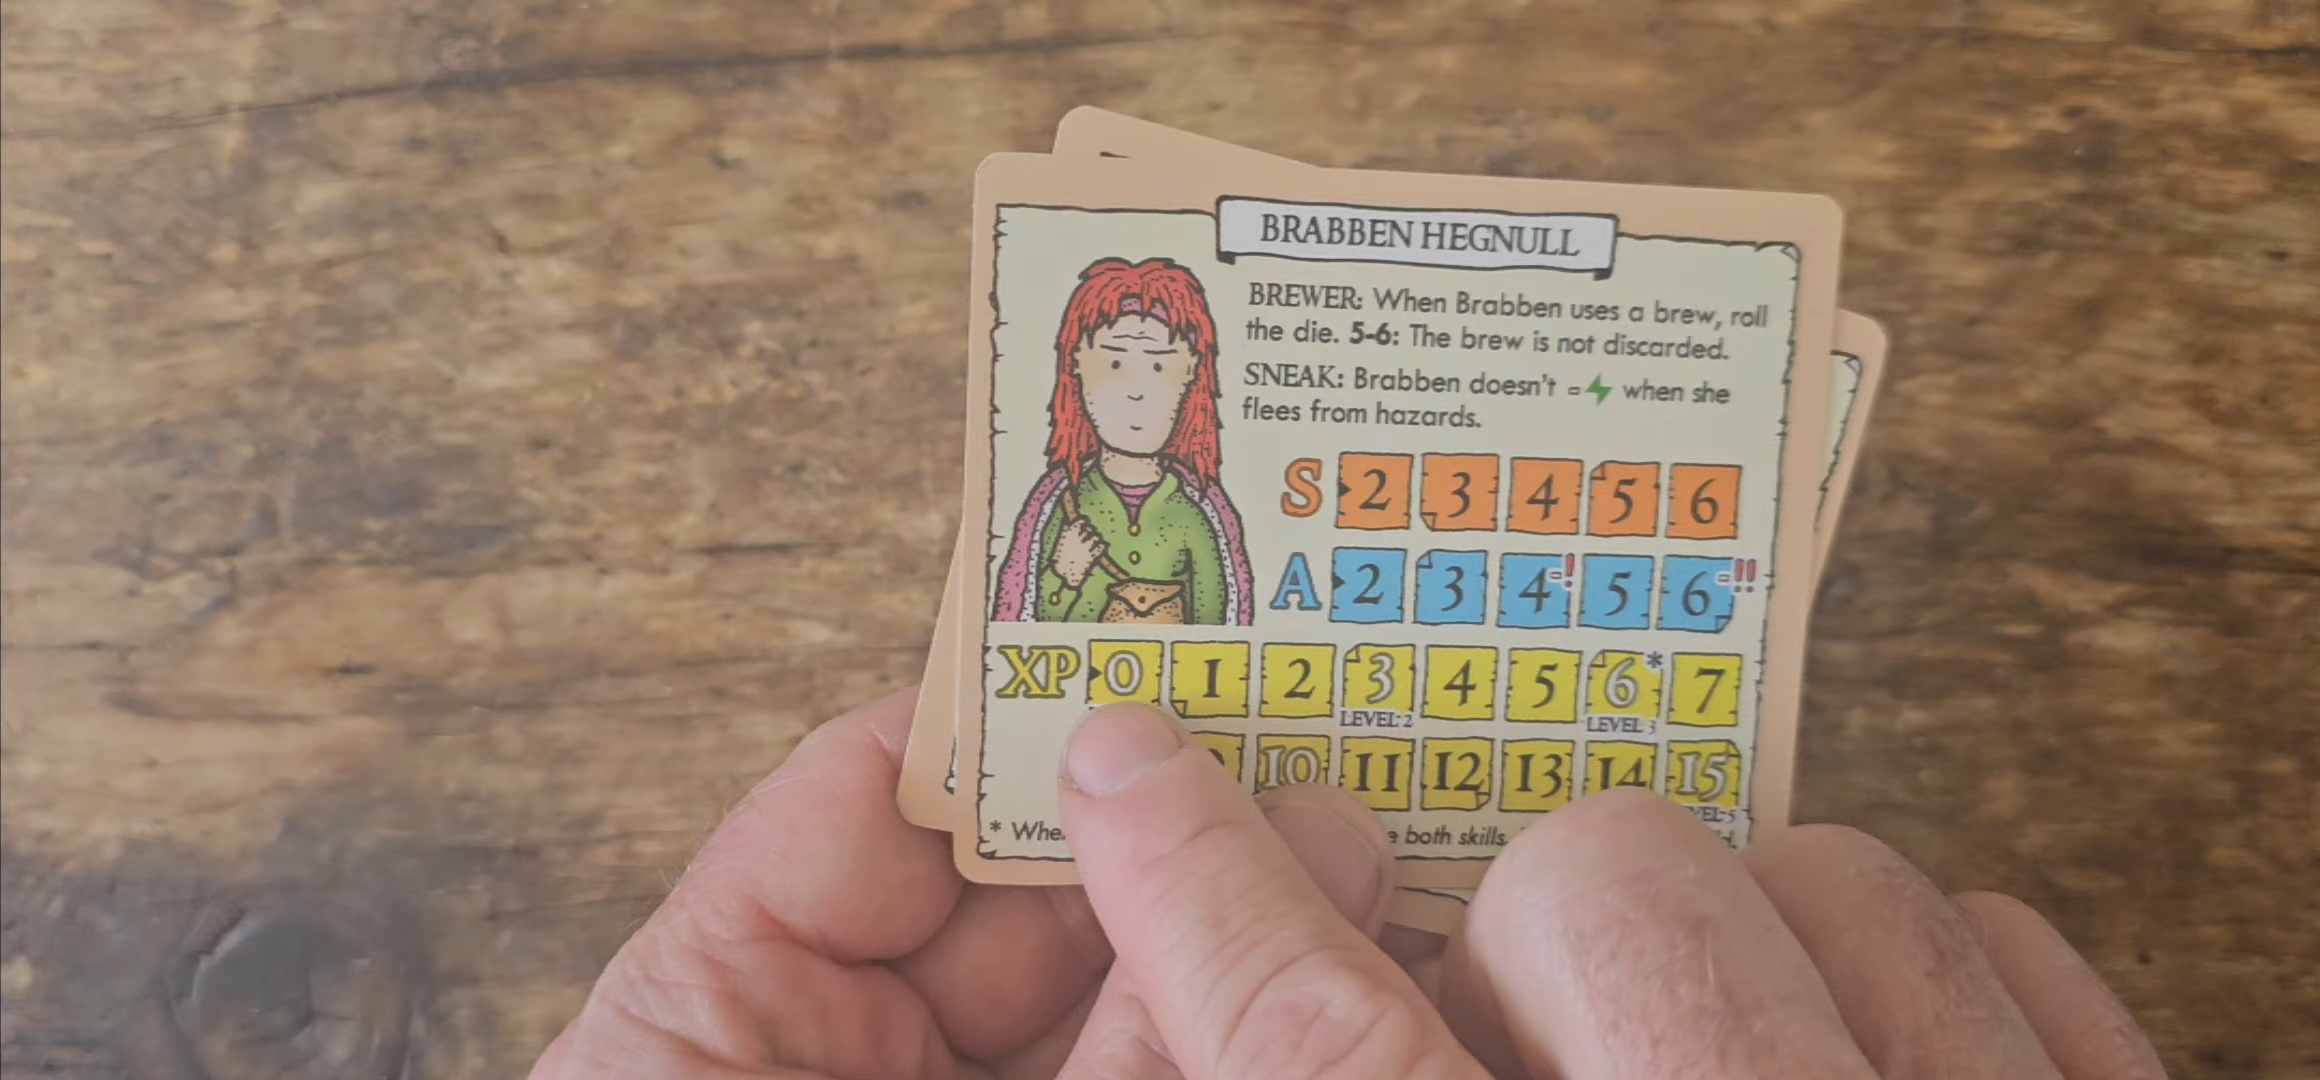 BRABBEN HEGNULL
BREWER: When Brabben uses a brew, roll
the die. 5-6: The brew is not discarded.
SNEAK: Brabben doesn't - when she
flees from hazards.
S 2 3 4 5 6
A 2 3 4-! 5 6-!!
XP 0 1 2 3 4 5 6* 7
LEVEL 2 LEVEL 3
10 11 12 13 14 15
* both skills